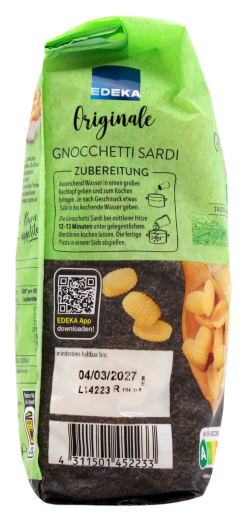 EDEKA
Originale
GNOCCHETTI SARDI
ZUBEREITUNG
Ausreichend Wasser in einen großen
Kochtopf geben und zum Kochen
bringen. Je nach Geschmack etwas
Salz in das kochende Wasser geben.
Die Gnocchetti Sardi bei mittlerer Hitze
12-13 Minuten unter gelegentlichem
Umrühren kochen lassen. Die fertige
Pasta in einem Sieb abgießen.
EDEKA App
downloaden!
mindestens haltbar bis:
04/03/2027
L14223 R
4 311501 452233